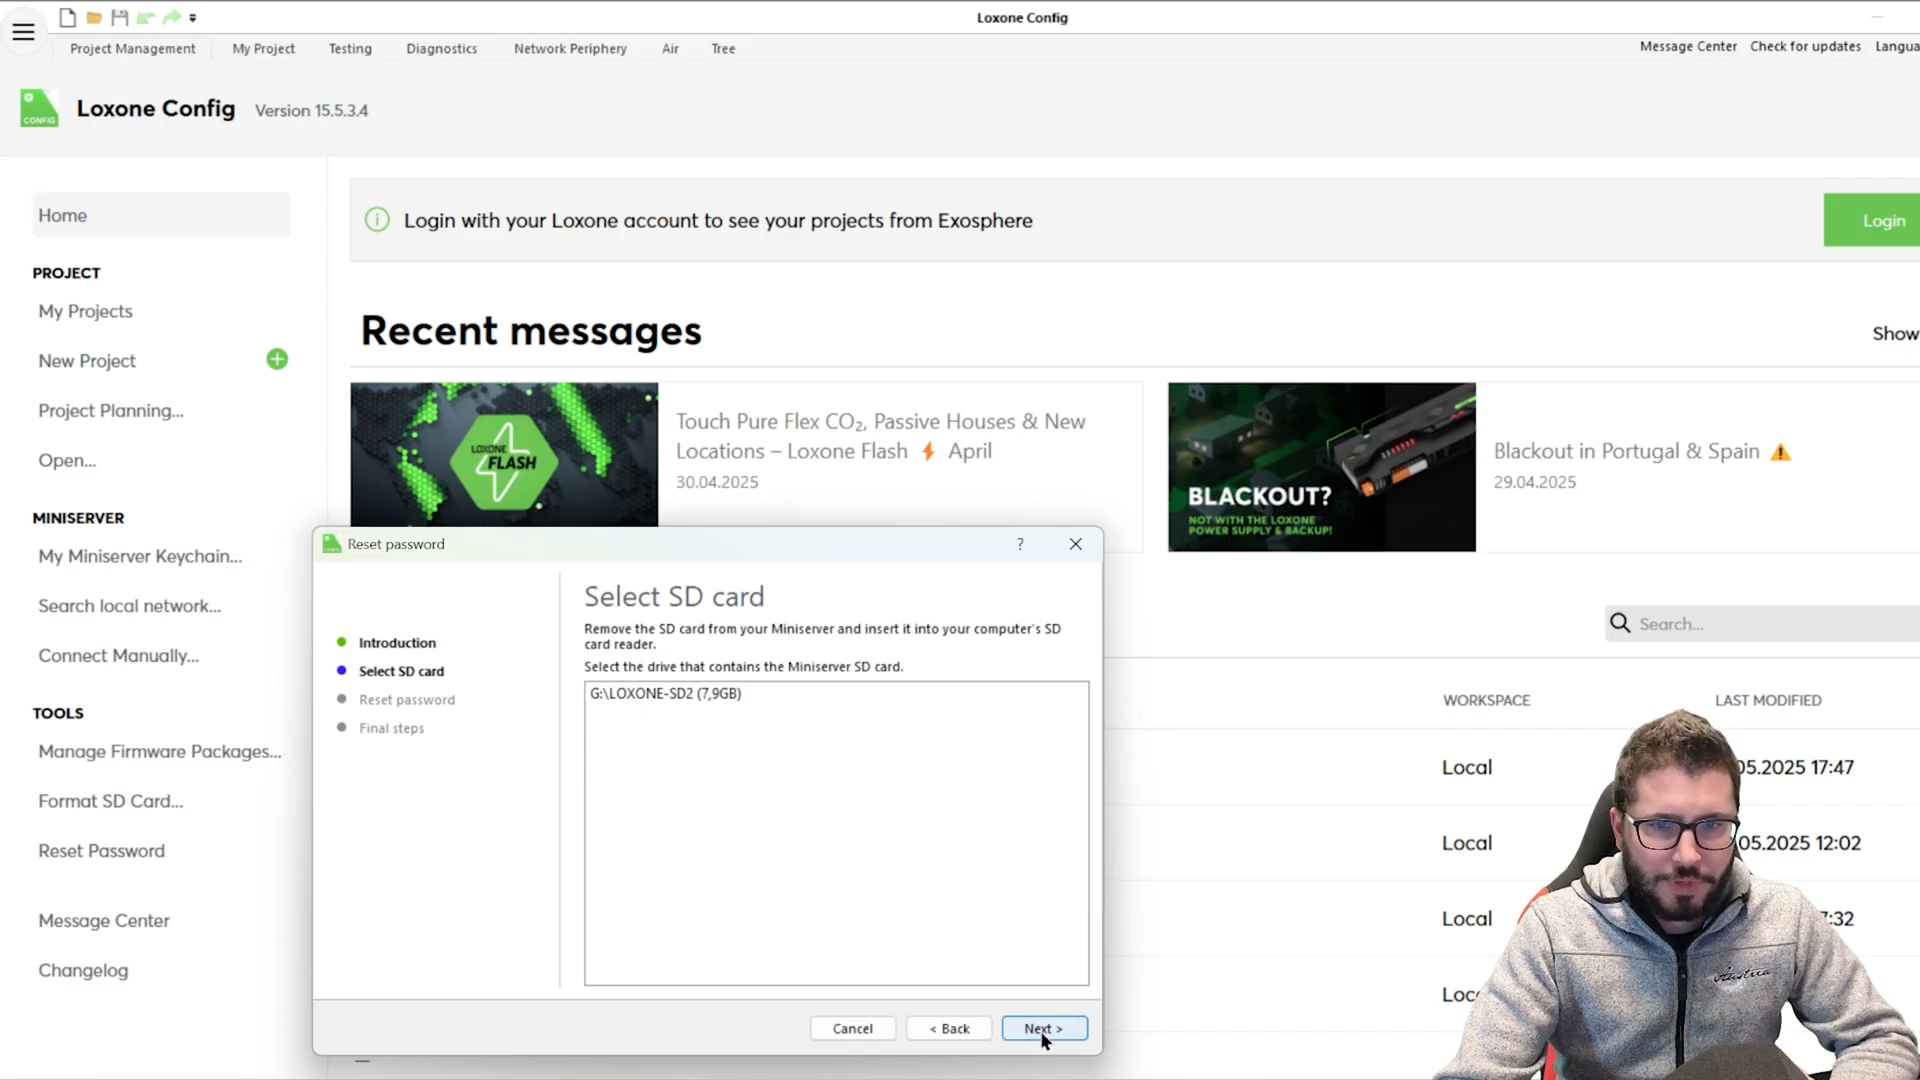 Loxone Config
Project Management
My Project
Testing
Diagnostics
Network Periphery
Air
Tree
Message Center
Check for updates
Langua
CONFIG
Loxone Config
Version 15.5.3.4
Home
Login with your Loxone account to see your projects from Exosphere
Login
PROJECT
My Projects
New Project
Project Planning...
Open...
Recent messages
Show
LOXONE
FLASH
Touch Pure Flex CO₂, Passive Houses & New
Locations – Loxone Flash ⚡ April
30.04.2025
BLACKOUT?
NOT WITH THE LOXONE
POWER SUPPLY & BACKUP!
Blackout in Portugal & Spain ⚠
29.04.2025
MINISERVER
My Miniserver Keychain...
Search local network...
Connect Manually...
TOOLS
Manage Firmware Packages...
Format SD Card...
Reset Password
Message Center
Changelog
Reset password
?
Introduction
Select SD card
Reset password
Final steps
Select SD card
Remove the SD card from your Miniserver and insert it into your computer's SD
card reader.
Select the drive that contains the Miniserver SD card.
G:\LOXONE-SD2 (7,9GB)
Cancel
< Back
Next >
Search...
WORKSPACE
LAST MODIFIED
Local
05.2025 17:47
Local
05.2025 12:02
Local
7:32
Loc
Austria